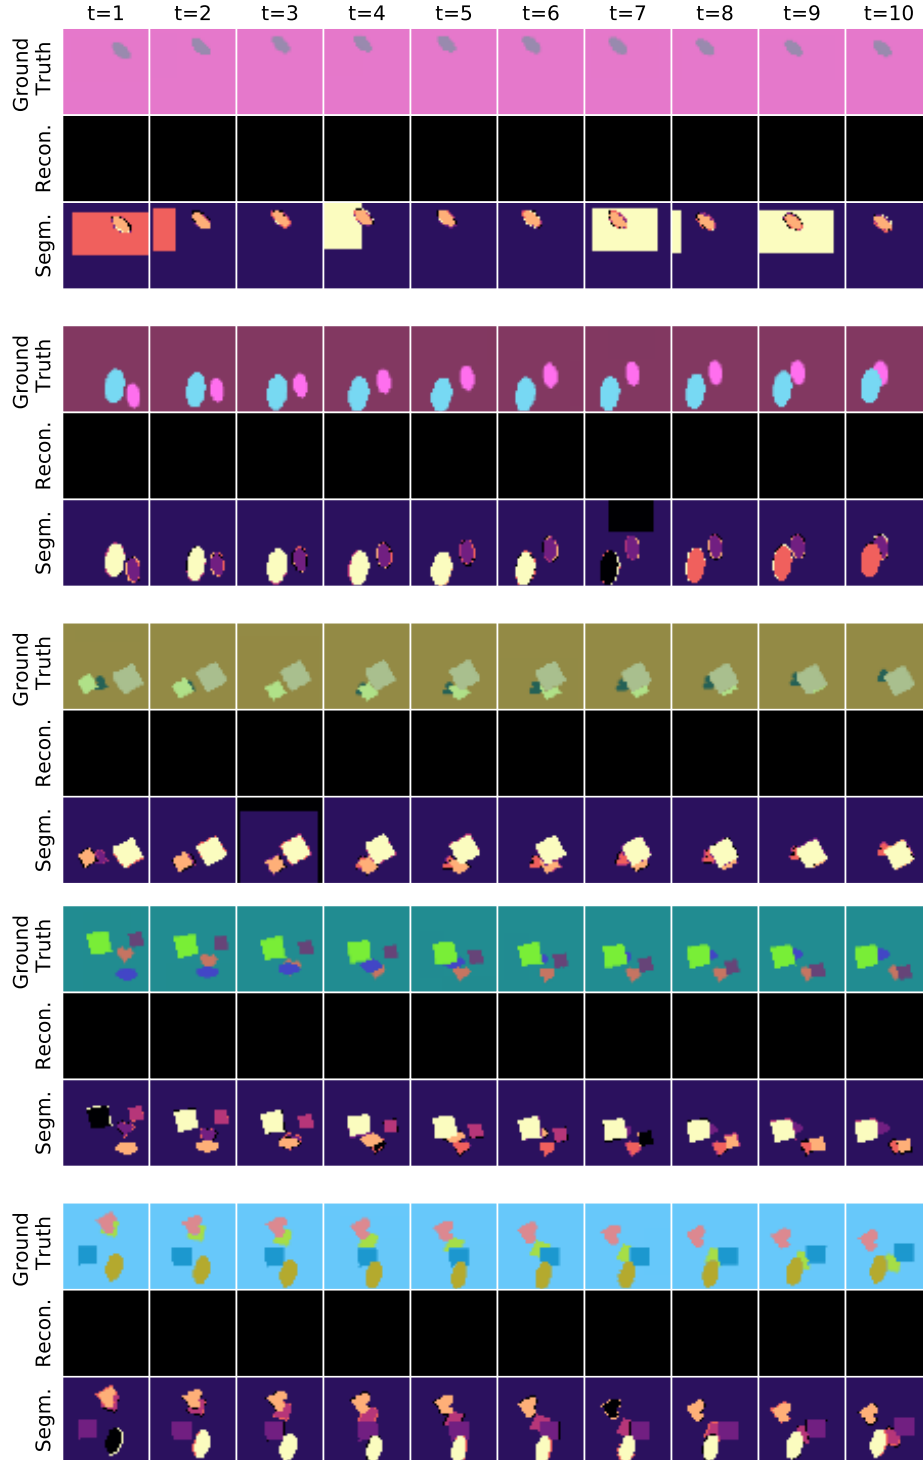 t=1 t=2 t=3 t=4 t=5 t=6 t=7 t=8 t=9 t=10
Ground
Truth
Recon.
Segm.
Ground
Truth
Recon.
Segm.
Ground
Truth
Recon.
Segm.
Ground
Truth
Recon.
Segm.
Ground
Truth
Recon.
Segm.